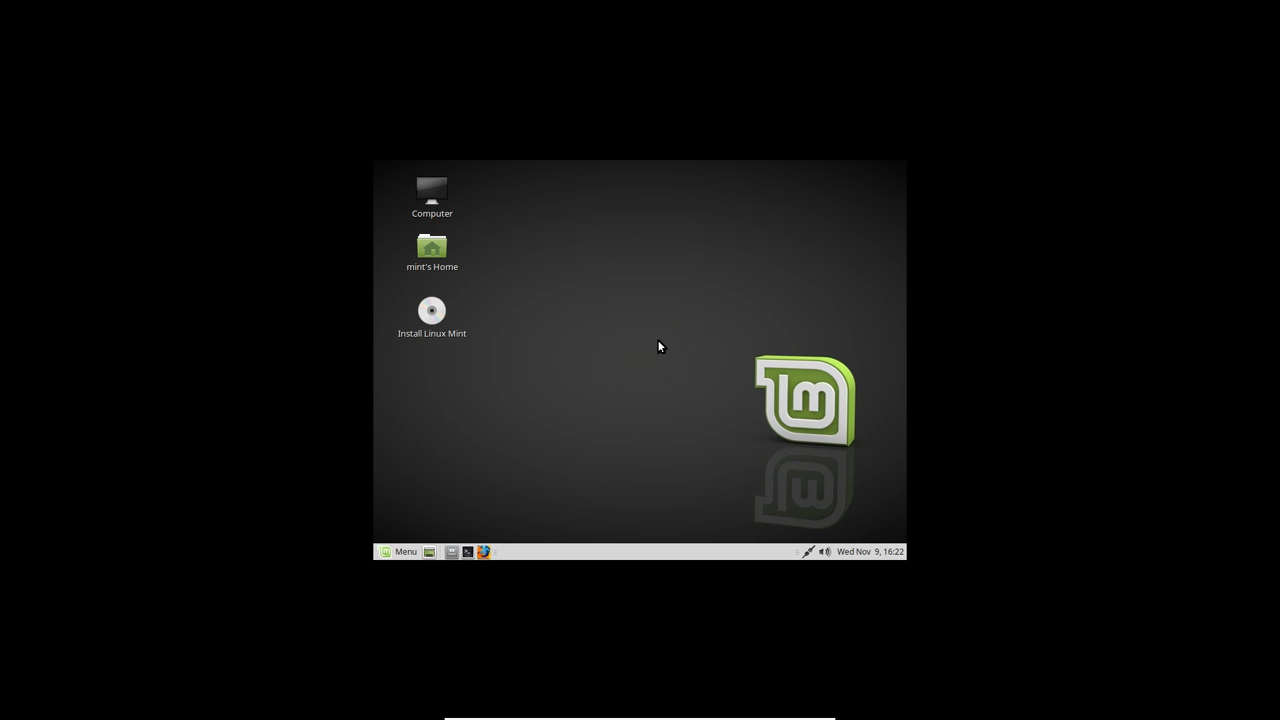 Computer
mint's Home
Install Linux Mint
Menu
Wed Nov 9, 16:22